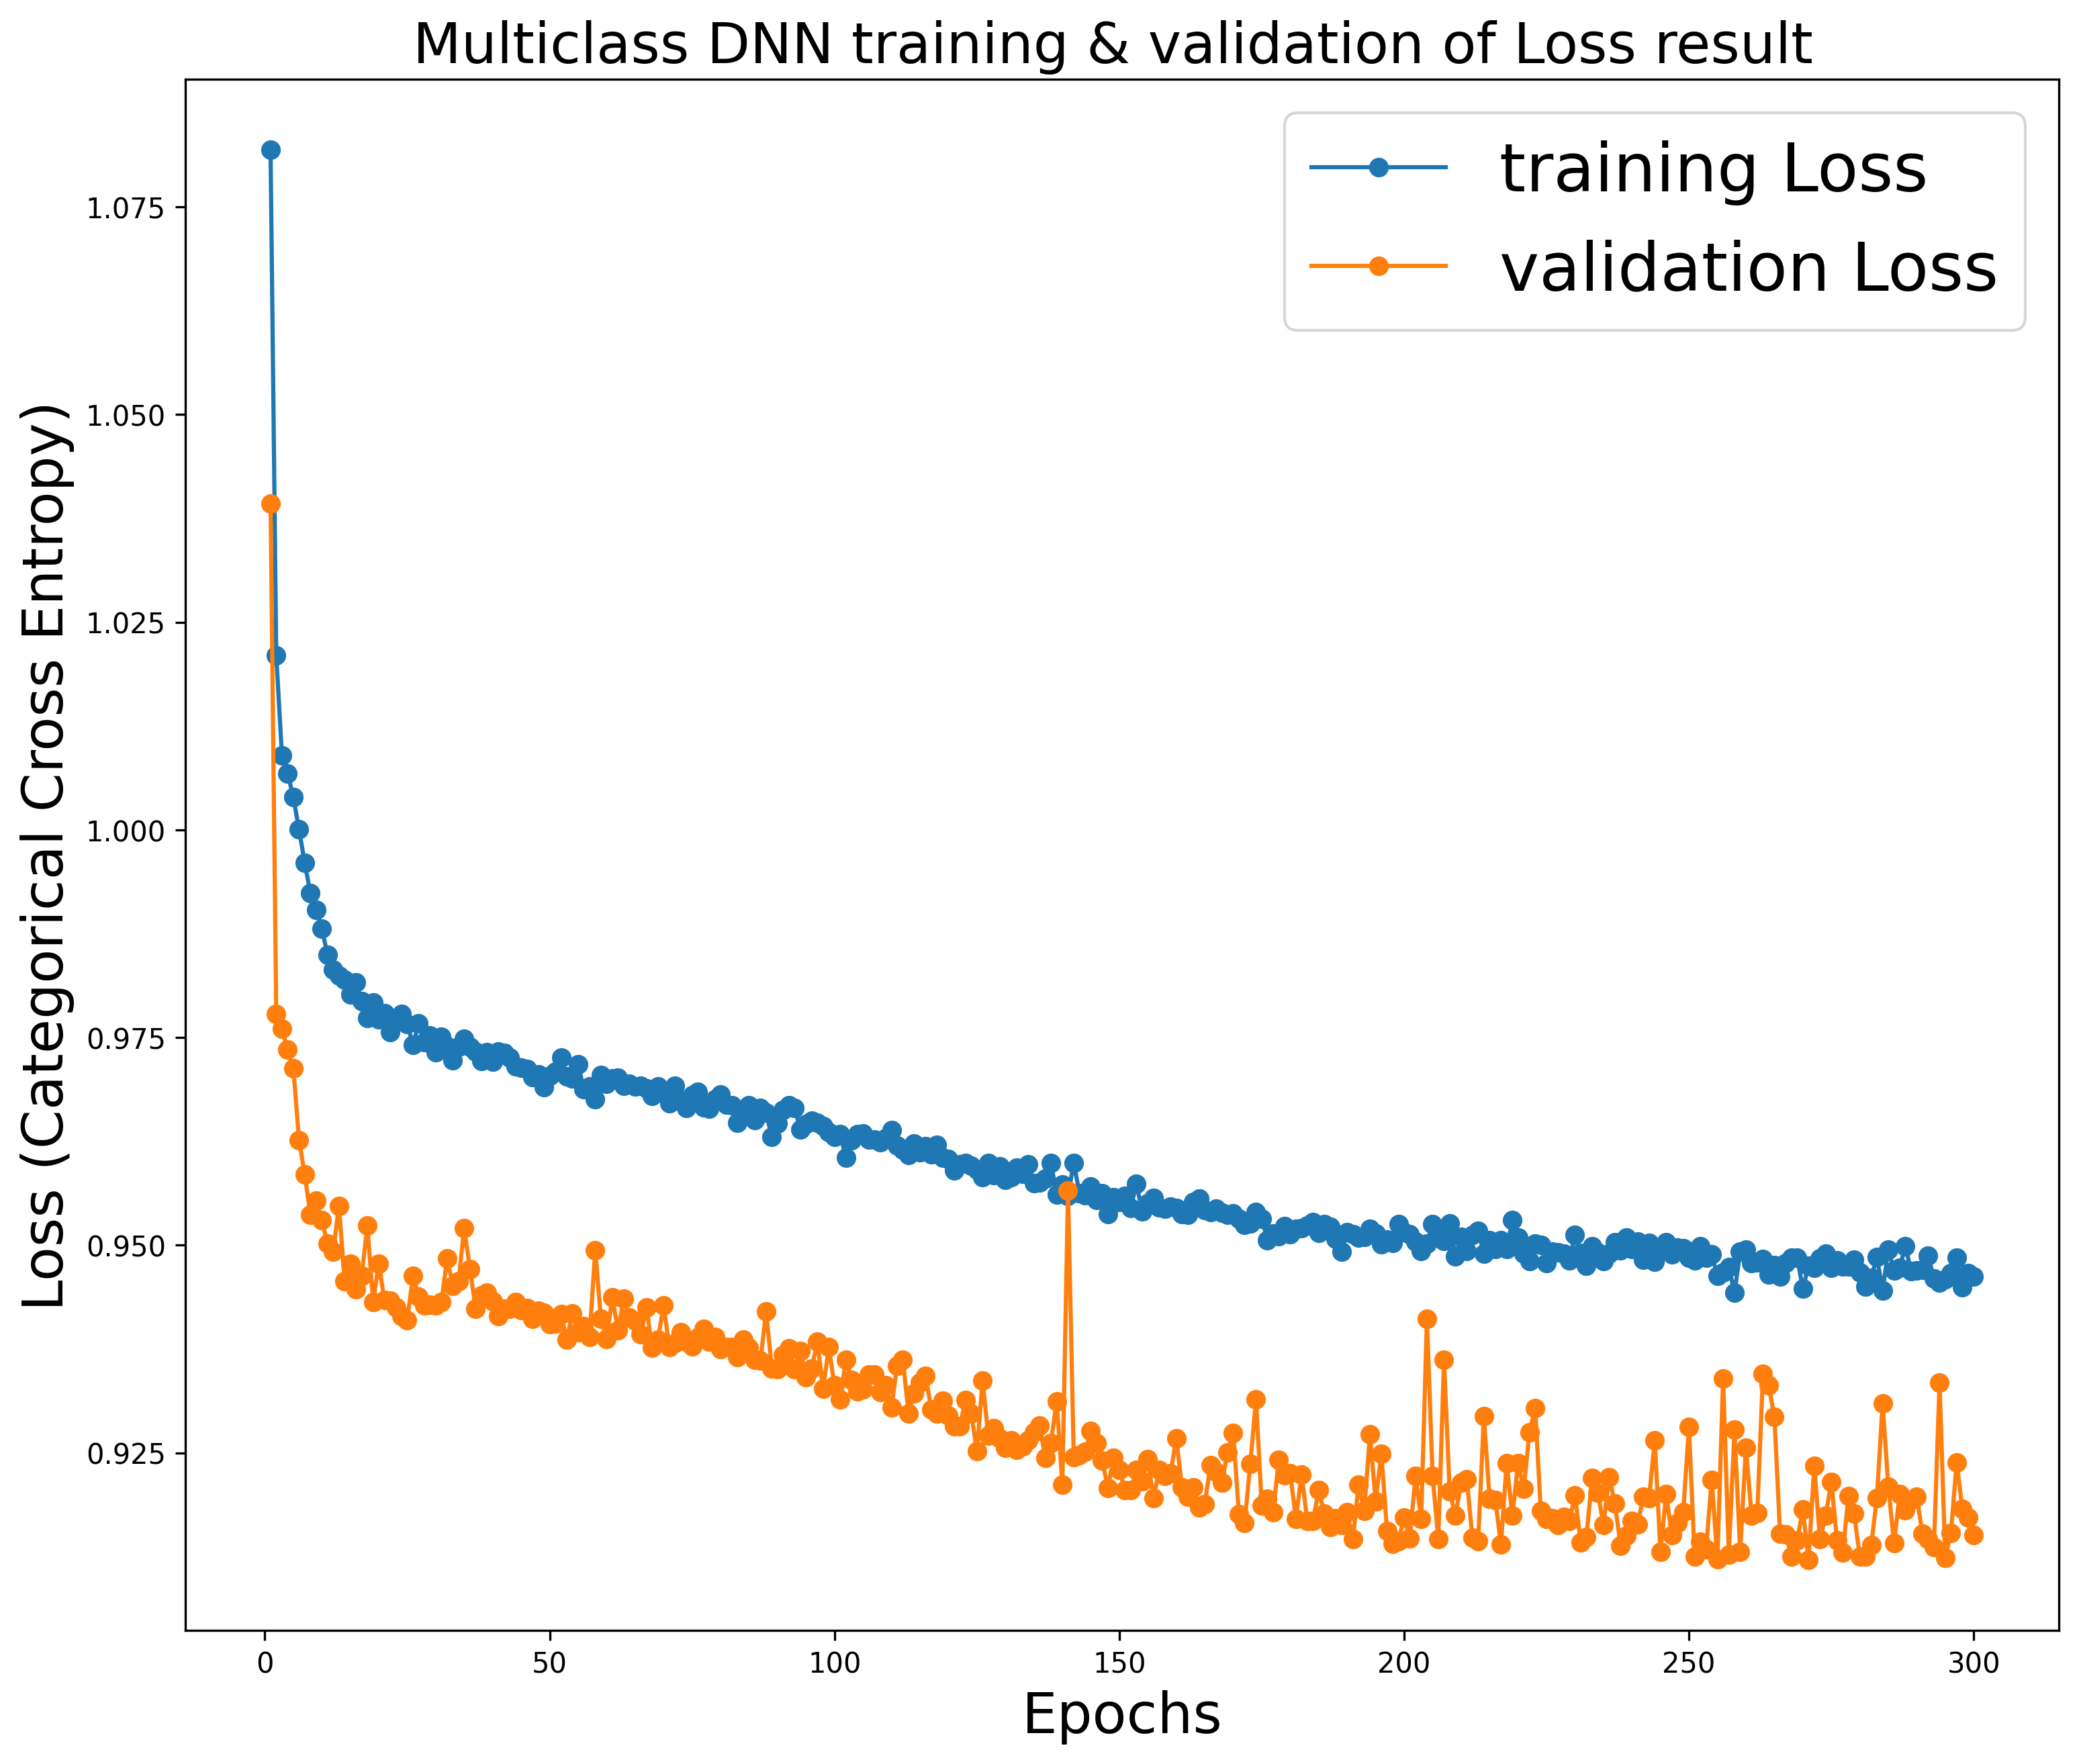 Multiclass DNN training & validation of Loss result
training Loss
validation Loss
Loss (Categorical Cross Entropy)
1.075
1.050
1.025
1.000
0.975
0.950
0.925
0
50
100
150
200
250
300
Epochs